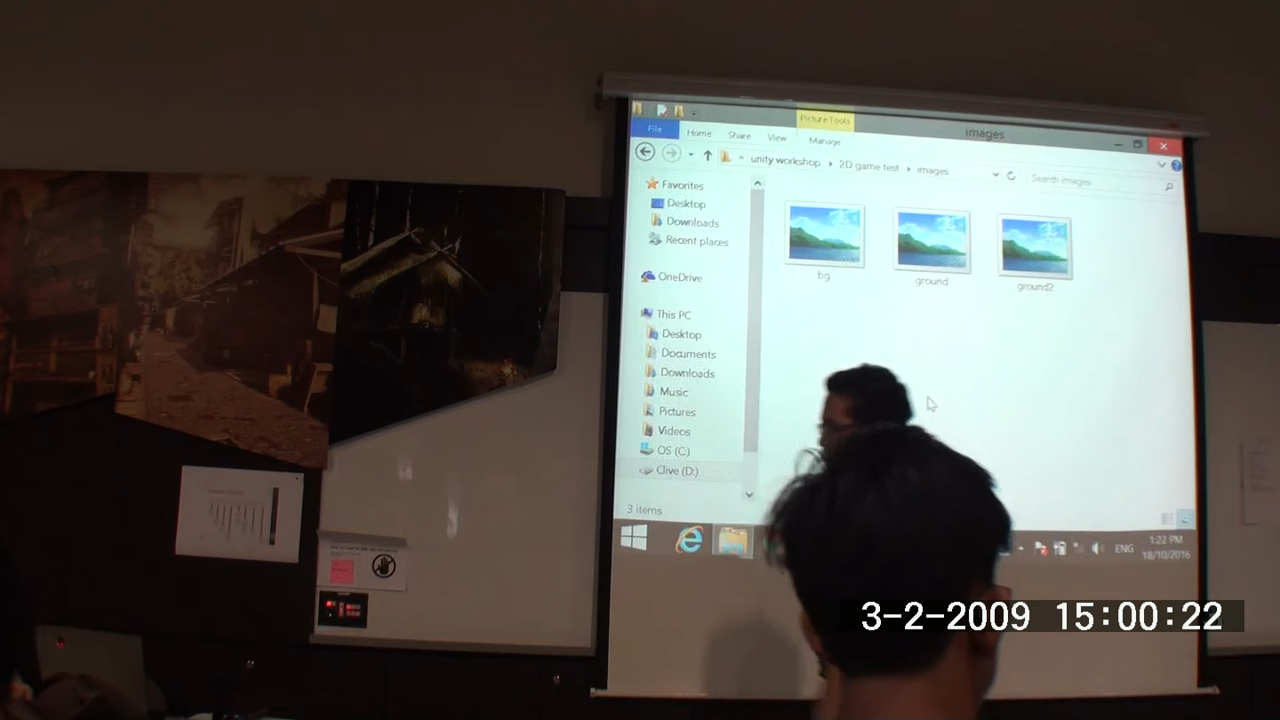 Picture Tools
images
File Home Share View Manage
unity workshop 2D game test images
Search images
Favorites
Desktop
Downloads
Recent places
OneDrive
This PC
Desktop
Documents
Downloads
Music
Pictures
Videos
OS (C:)
Clive (D:)
bg ground ground2
3 items
ENG
1:22 PM
18/10/2016
3-2-2009 15:00:22